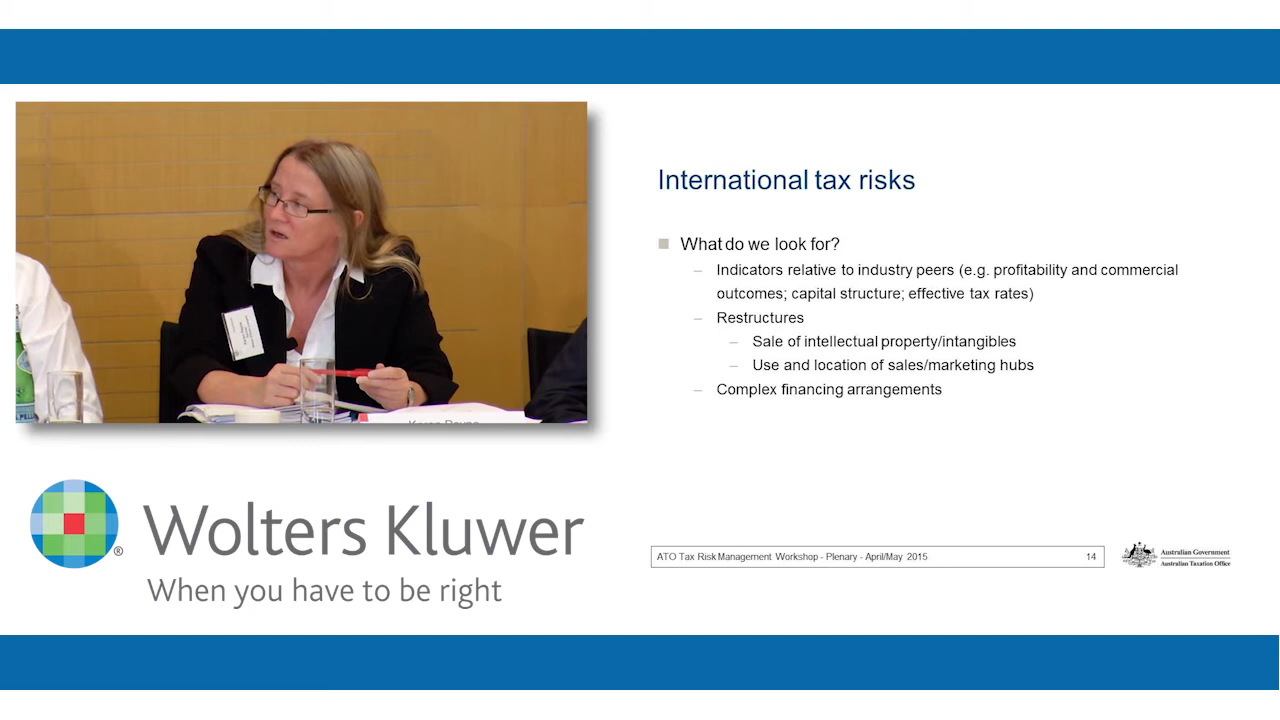 International tax risks
What do we look for?
– Indicators relative to industry peers (e.g. profitability and commercial
outcomes; capital structure; effective tax rates)
– Restructures
– Sale of intellectual property/intangibles
– Use and location of sales/marketing hubs
– Complex financing arrangements
Wolters Kluwer
®
When you have to be right
ATO Tax Risk Management Workshop - Plenary - April/May 2015 14
Australian Government
Australian Taxation Office